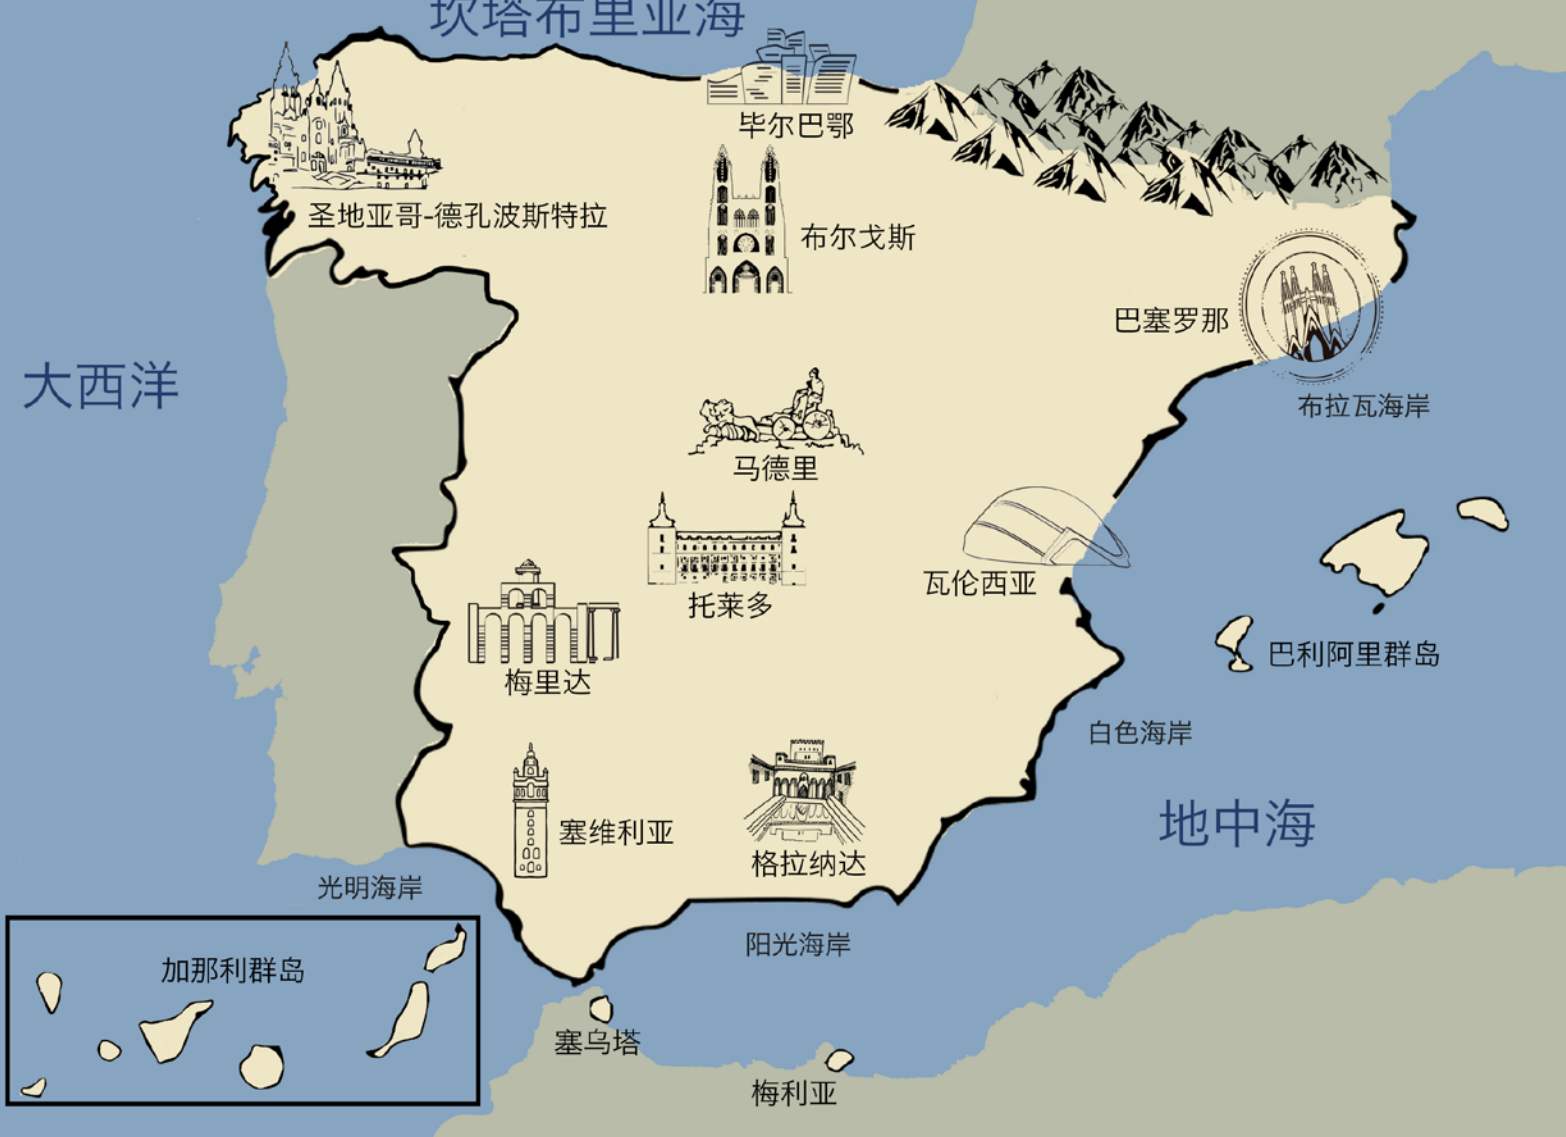 坎塔布里亚海
毕尔巴鄂
圣地亚哥-德孔波斯特拉
布尔戈斯
巴塞罗那
大西洋
布拉瓦海岸
马德里
瓦伦西亚
托莱多
巴利阿里群岛
梅里达
白色海岸
地中海
塞维利亚
格拉纳达
光明海岸
阳光海岸
加那利群岛
塞乌塔
梅利亚